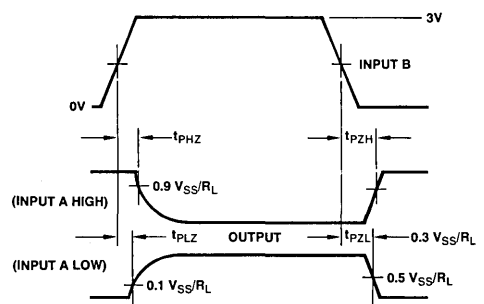 3V
INPUT B
0V
tPHZ
tPZH
0.9 VSS/RL
(INPUT A HIGH)
tPLZ
OUTPUT
tPZL
0.3 VSS/RL
(INPUT A LOW)
0.1 VSS/RL
0.5 VSS/RL